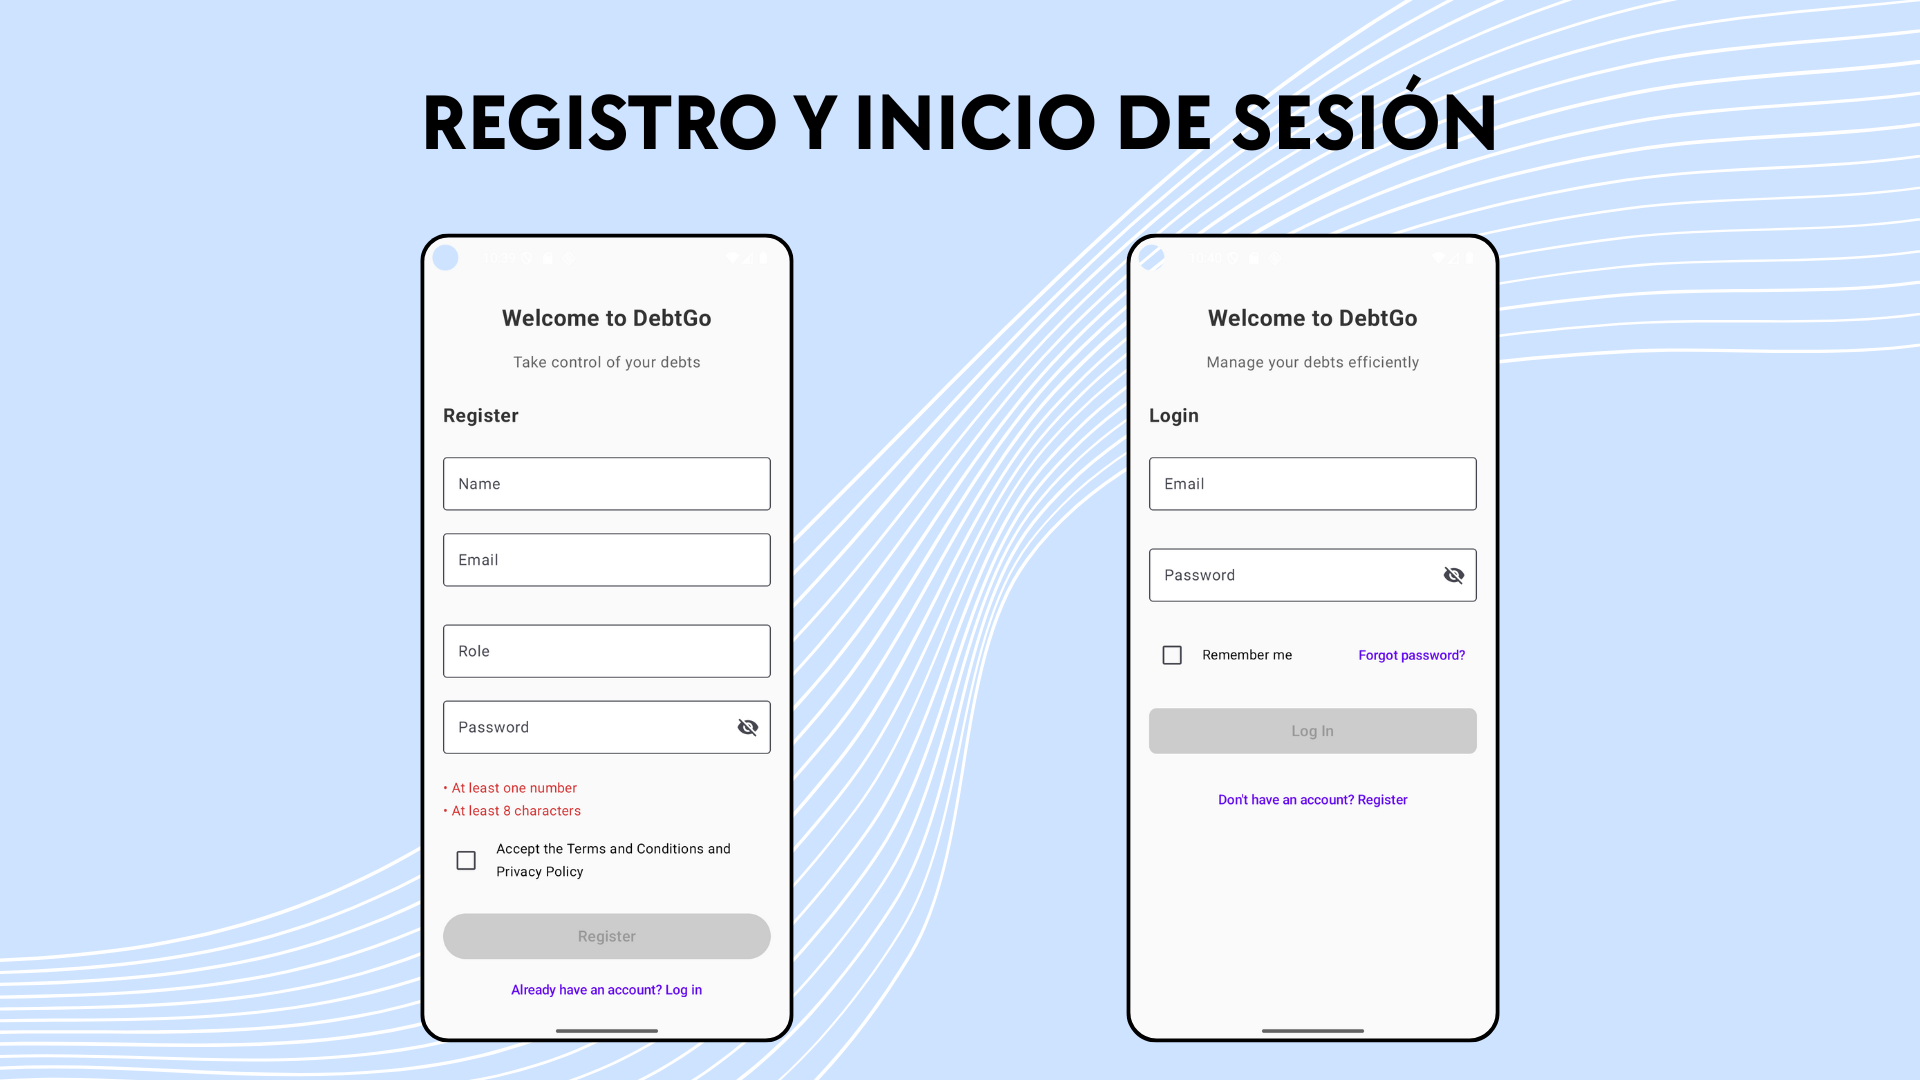 REGISTRO Y INICIO DE SESIÓN
Welcome to DebtGo
Take control of your debts
Register
Name
Email
Role
Password
• At least one number
• At least 8 characters
Accept the Terms and Conditions and
Privacy Policy
Register
Already have an account? Log in
Welcome to DebtGo
Manage your debts efficiently
Login
Email
Password
Remember me
Forgot password?
Log In
Don't have an account? Register